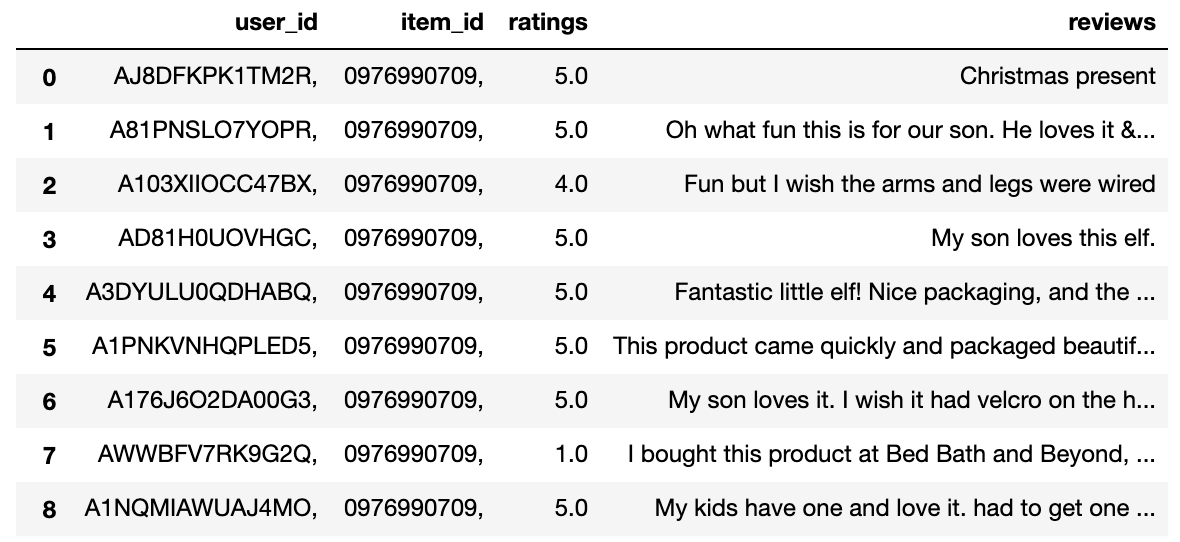 user_id item_id ratings reviews
0 AJ8DFKPK1TM2R, 0976990709, 5.0 Christmas present
1 A81PNSLO7YOPR, 0976990709, 5.0 Oh what fun this is for our son. He loves it &...
2 A103XIIOCC47BX, 0976990709, 4.0 Fun but I wish the arms and legs were wired
3 AD81H0UOVHGC, 0976990709, 5.0 My son loves this elf.
4 A3DYULU0QDHABQ, 0976990709, 5.0 Fantastic little elf! Nice packaging, and the ...
5 A1PNKVNHQPLED5, 0976990709, 5.0 This product came quickly and packaged beautif...
6 A176J6O2DA00G3, 0976990709, 5.0 My son loves it. I wish it had velcro on the h...
7 AWWBFV7RK9G2Q, 0976990709, 1.0 I bought this product at Bed Bath and Beyond, ...
8 A1NQMIAWUAJ4MO, 0976990709, 5.0 My kids have one and love it. had to get one ...